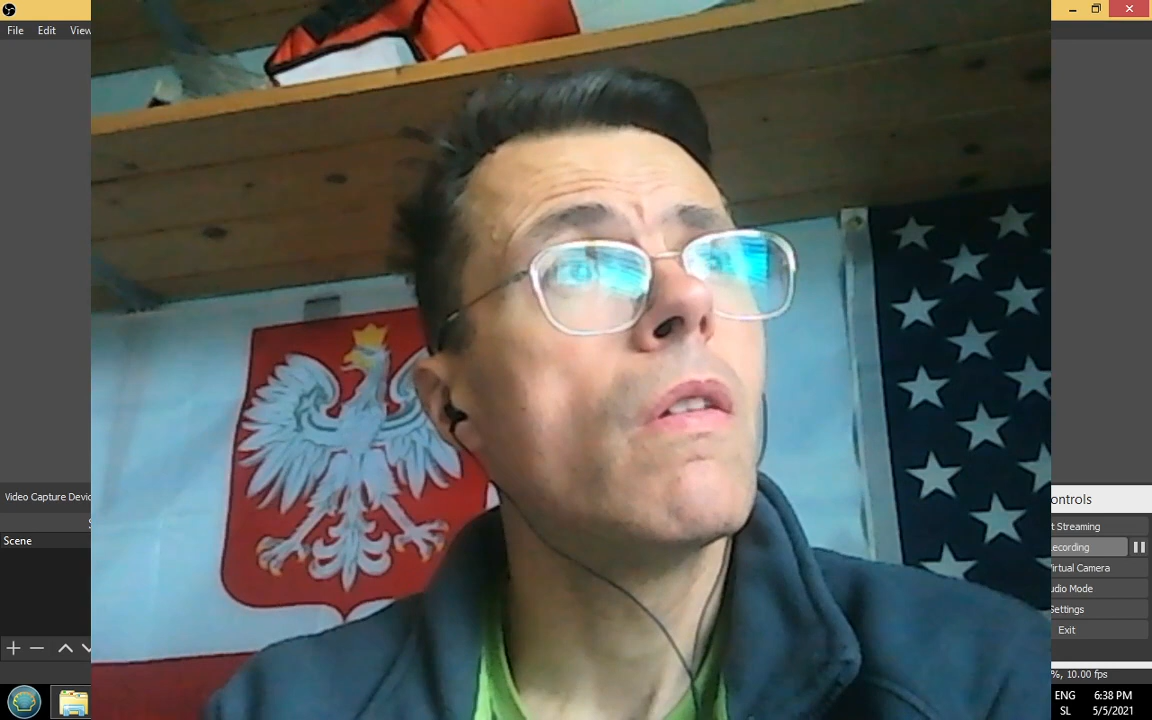 File Edit View
Video Capture Devic
Scene
ontrols
t Streaming
ecording
irtual Camera
udio Mode
ettings
Exit
%, 10.00 fps
ENG 6:38 PM
SL 5/5/2021